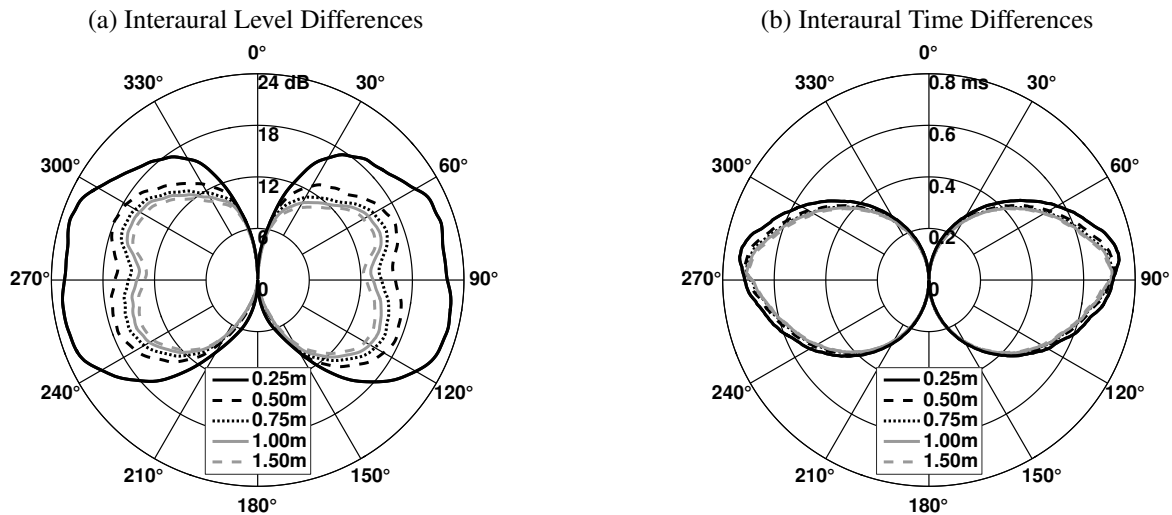 (a) Interaural Level Differences
0°
330°
30°
24 dB
18
300°
60°
12
6
270°
0
90°
240°
120°
0.25m
0.50m
0.75m
1.00m
1.50m
210°
150°
180°
(b) Interaural Time Differences
0°
330°
30°
0.8 ms
0.6
300°
60°
0.4
0.2
270°
0
90°
240°
120°
0.25m
0.50m
0.75m
1.00m
1.50m
210°
150°
180°